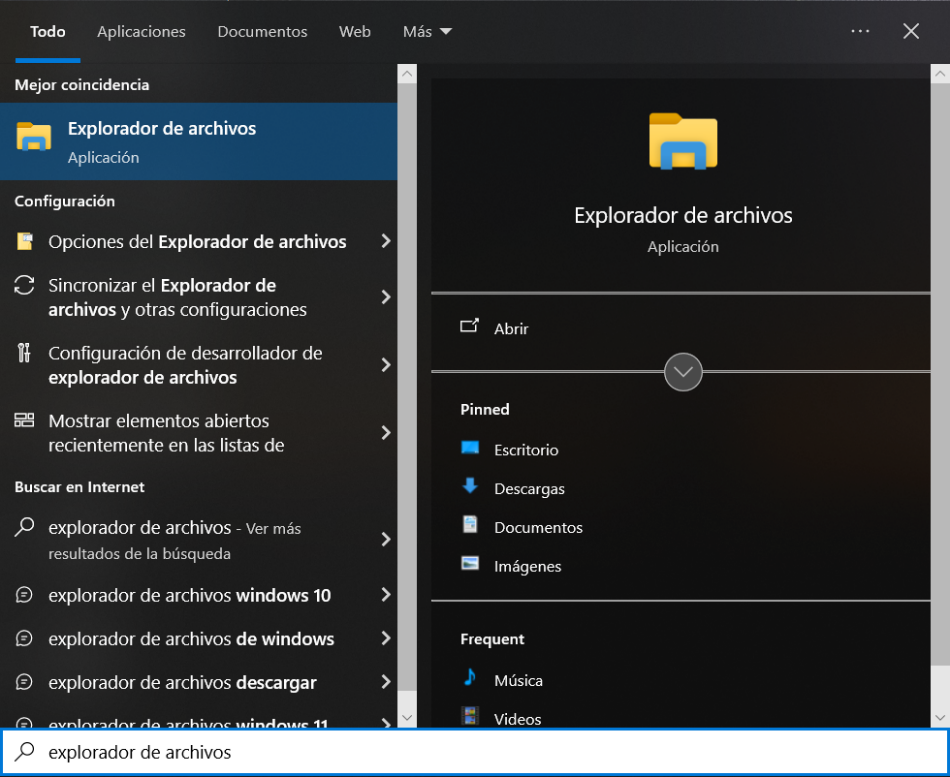 Todo Aplicaciones Documentos Web Más
Mejor coincidencia
Explorador de archivos
Aplicación
Configuración
Opciones del Explorador de archivos
Sincronizar el Explorador de
archivos y otras configuraciones
Configuración de desarrollador de
explorador de archivos
Mostrar elementos abiertos
recientemente en las listas de
Buscar en Internet
explorador de archivos - Ver más
resultados de la búsqueda
explorador de archivos windows 10
explorador de archivos de windows
explorador de archivos descargar
explorador de archivos windows 11
Explorador de archivos
Aplicación
Abrir
Pinned
Escritorio
Descargas
Documentos
Imágenes
Frequent
Música
Videos
explorador de archivos